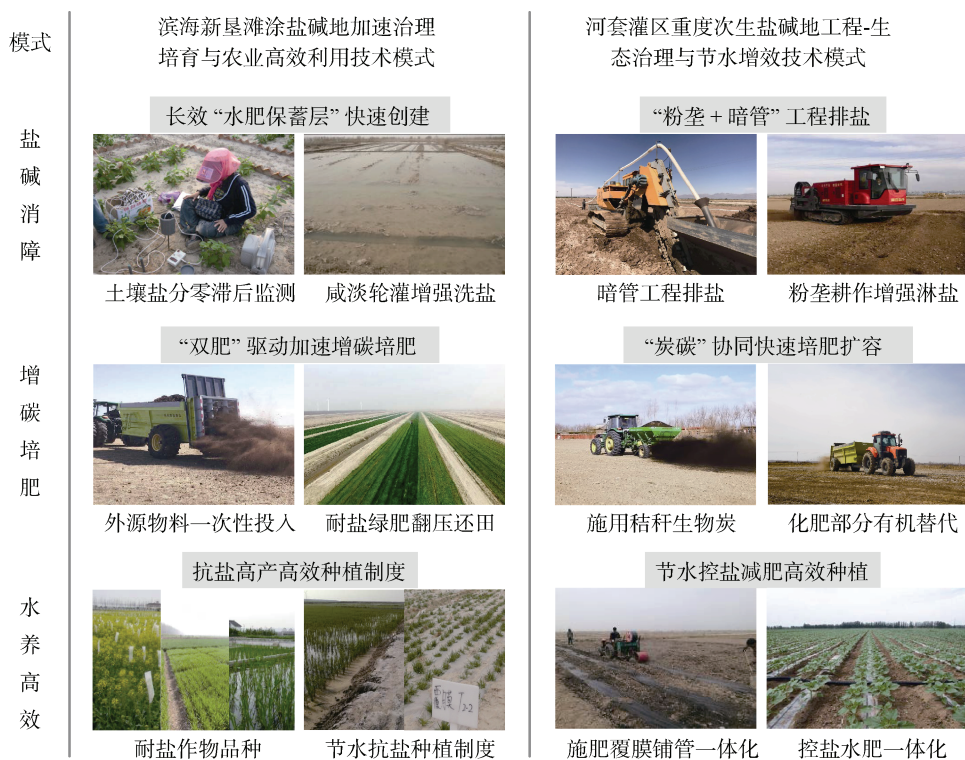 模式
滨海新垦滩涂盐碱地加速治理
培育与农业高效利用技术模式
河套灌区重度次生盐碱地工程-生
态治理与节水增效技术模式
盐碱消障
长效“水肥保蓄层”快速创建
土壤盐分零滞后监测
咸淡轮灌增强洗盐
“粉垄+暗管”工程排盐
暗管工程排盐
粉垄耕作增强淋盐
增碳培肥
“双肥”驱动加速增碳培肥
外源物料一次性投入
耐盐绿肥翻压还田
“炭碳”协同快速培肥扩容
施用秸秆生物炭
化肥部分有机替代
水养高效
抗盐高产高效种植制度
耐盐作物品种
节水抗盐种植制度
节水控盐减肥高效种植
施肥覆膜铺管一体化
控盐水肥一体化